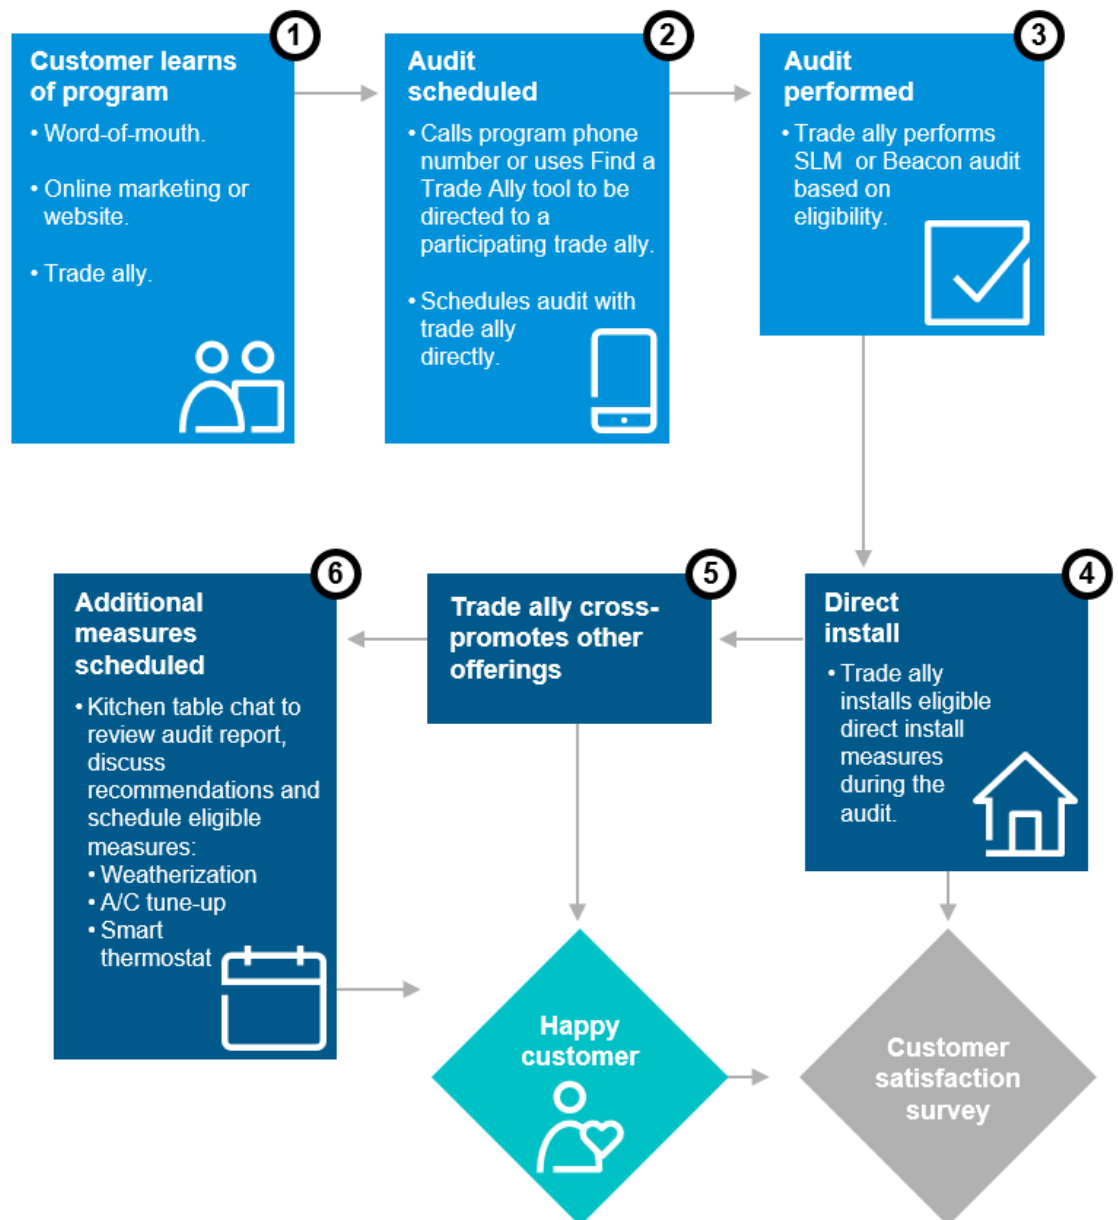 1
Customer learns
of program
• Word-of-mouth.
• Online marketing or
website.
• Trade ally.
2
Audit
scheduled
• Calls program phone
number or uses Find a
Trade Ally tool to be
directed to a
participating trade ally.
• Schedules audit with
trade ally
directly.
3
Audit
performed
• Trade ally performs
SLM or Beacon audit
based on
eligibility.
4
Direct
install
• Trade ally
installs eligible
direct install
measures
during the
audit.
5
Trade ally cross-
promotes other
offerings
6
Additional
measures
scheduled
• Kitchen table chat to
review audit report,
discuss
recommendations and
schedule eligible
measures:
• Weatherization
• A/C tune-up
• Smart
thermostat
Happy
customer
Customer
satisfaction
survey